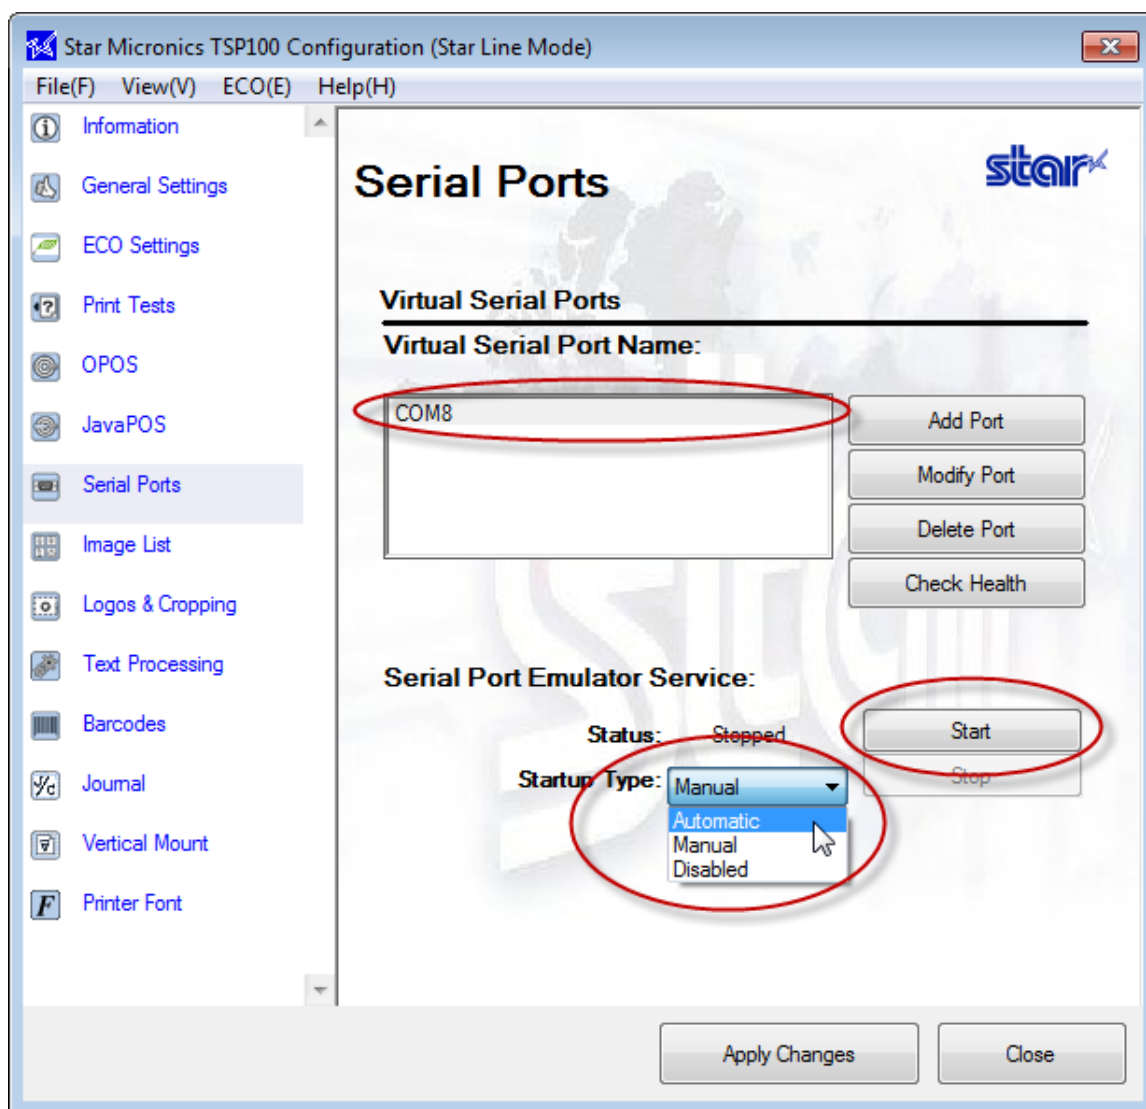 Star Micronics TSP100 Configuration (Star Line Mode)
File(F) View(V) ECO(E) Help(H)
Information
General Settings
ECO Settings
Print Tests
OPOS
JavaPOS
Serial Ports
Image List
Logos & Cropping
Text Processing
Barcodes
Journal
Vertical Mount
Printer Font
Serial Ports
star
Virtual Serial Ports
Virtual Serial Port Name:
COM8
Add Port
Modify Port
Delete Port
Check Health
Serial Port Emulator Service:
Status: Stopped
Start
Startup Type: Manual
Stop
Automatic
Manual
Disabled
Apply Changes
Close